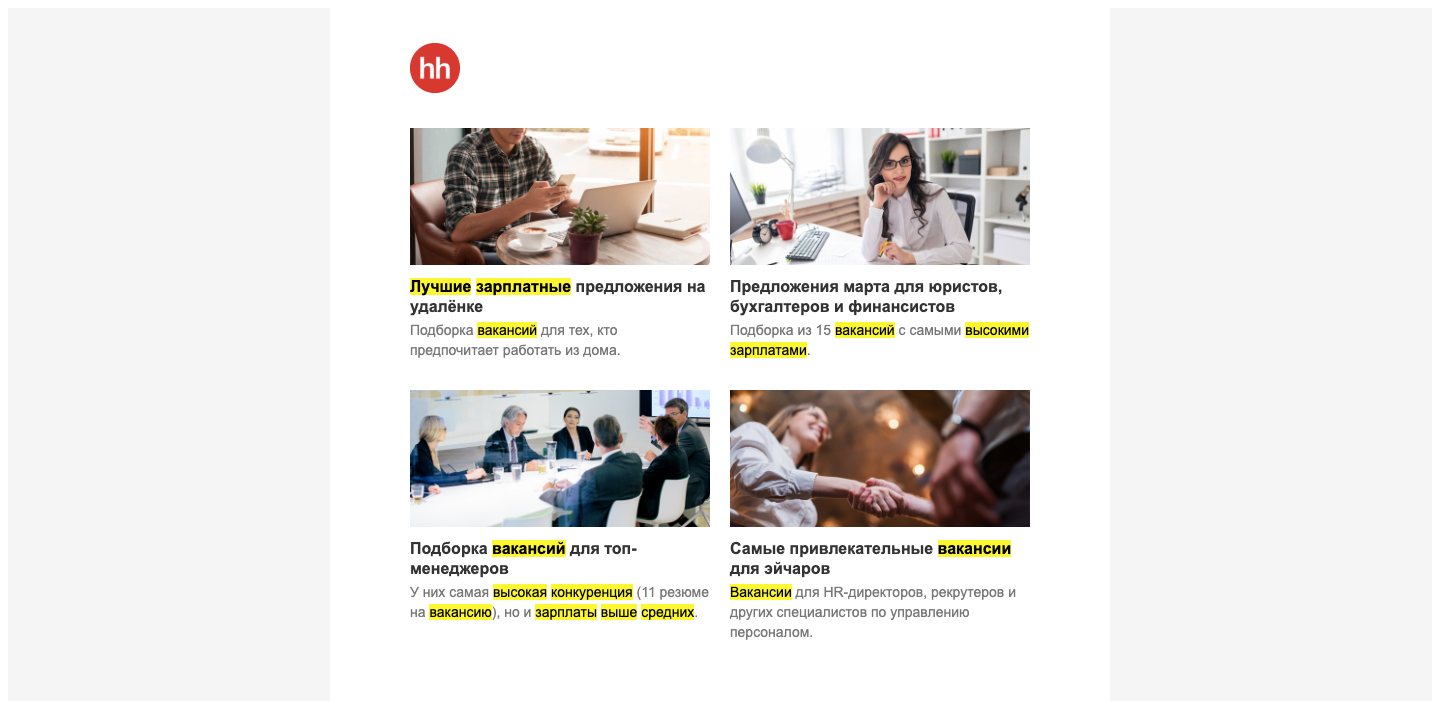 hh
Лучшие зарплатные предложения на
удалёнке
Подборка вакансий для тех, кто
предпочитает работать из дома.
Предложения марта для юристов,
бухгалтеров и финансистов
Подборка из 15 вакансий с самыми высокими
зарплатами.
Подборка вакансий для топ-
менеджеров
У них самая высокая конкуренция (11 резюме
на вакансию), но и зарплаты выше средних.
Самые привлекательные вакансии
для эйчаров
Вакансии для HR-директоров, рекрутеров и
других специалистов по управлению
персоналом.